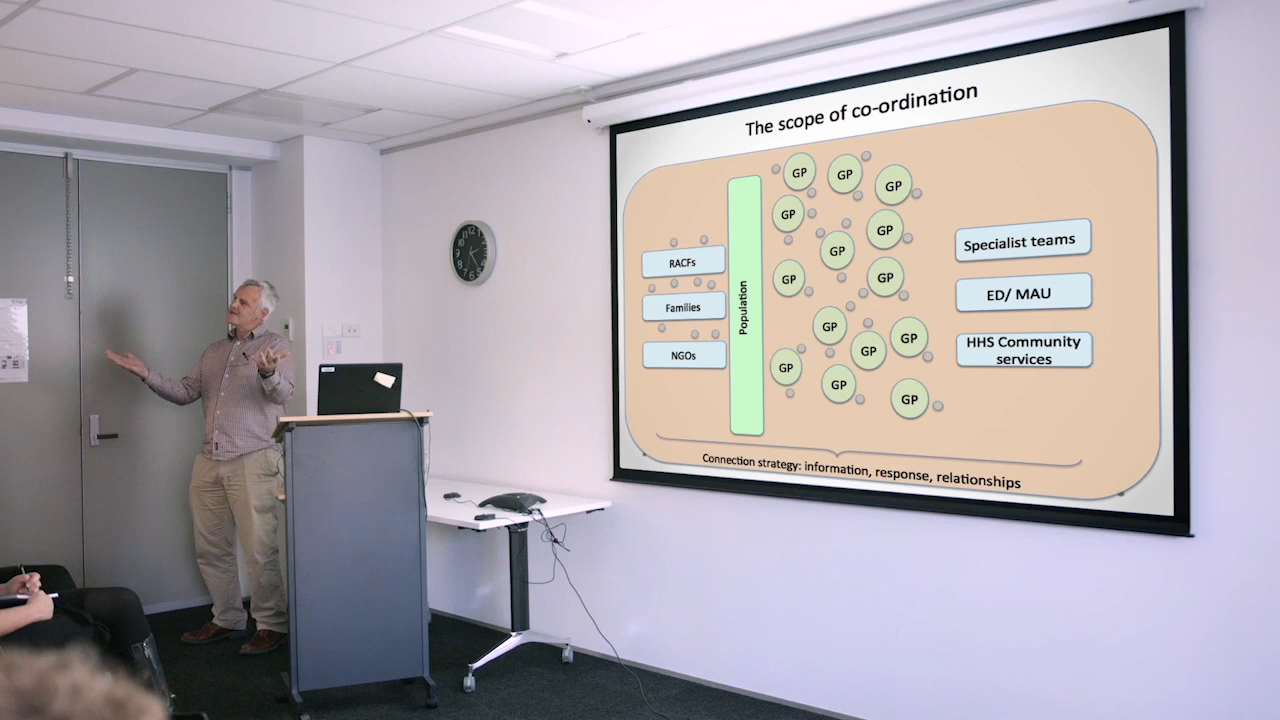 The scope of co-ordination
RACFs
Families
NGOs
Population
GP
GP
GP
GP
GP
GP
GP
GP
GP
GP
GP
GP
GP
GP
Specialist teams
ED/ MAU
HHS Community
services
Connection strategy: information, response, relationships